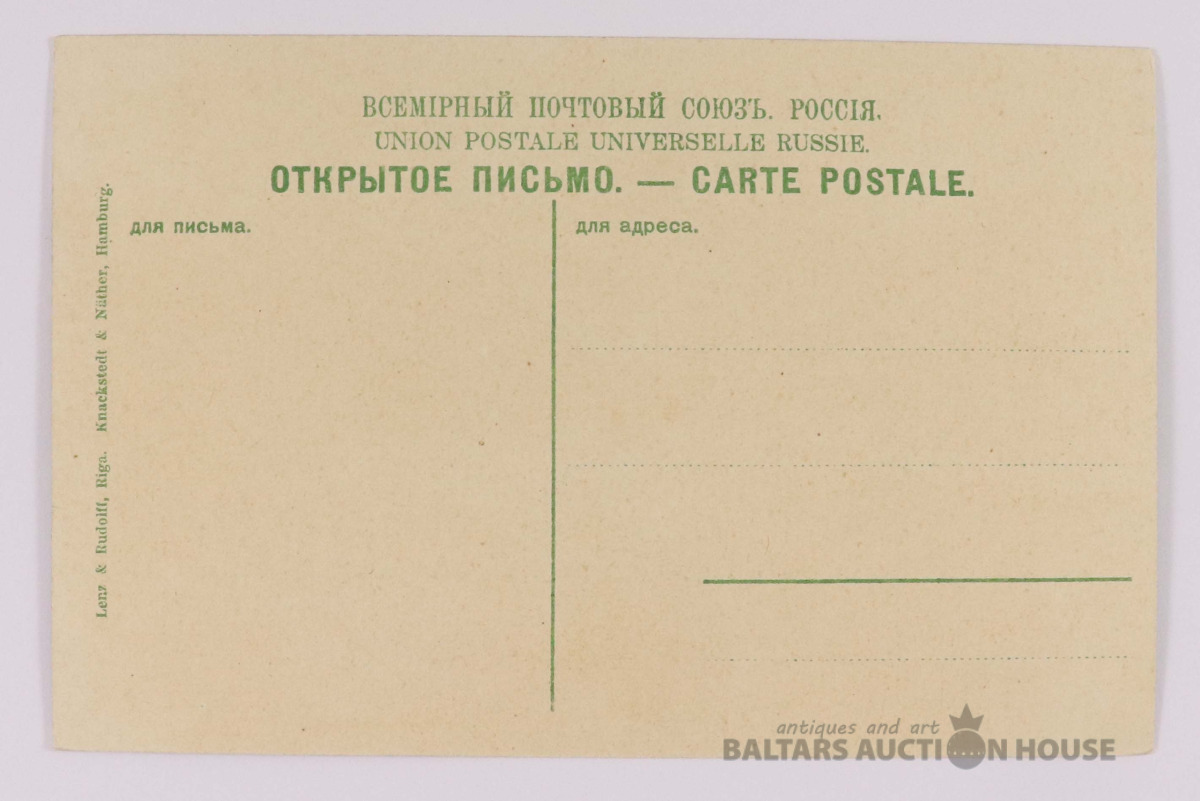 ВСЕМІРНЫЙ ПОЧТОВЫЙ СОЮЗЪ. РОССІЯ.
UNION POSTALE UNIVERSELLE RUSSIE.
ОТКРЫТОЕ ПИСЬМО. — CARTE POSTALE.
для письма.
для адреса.
Lenz & Rudolff, Riga. Knackstedt & Näther, Hamburg.
antiques and art
BALTARS AUCTION HOUSE